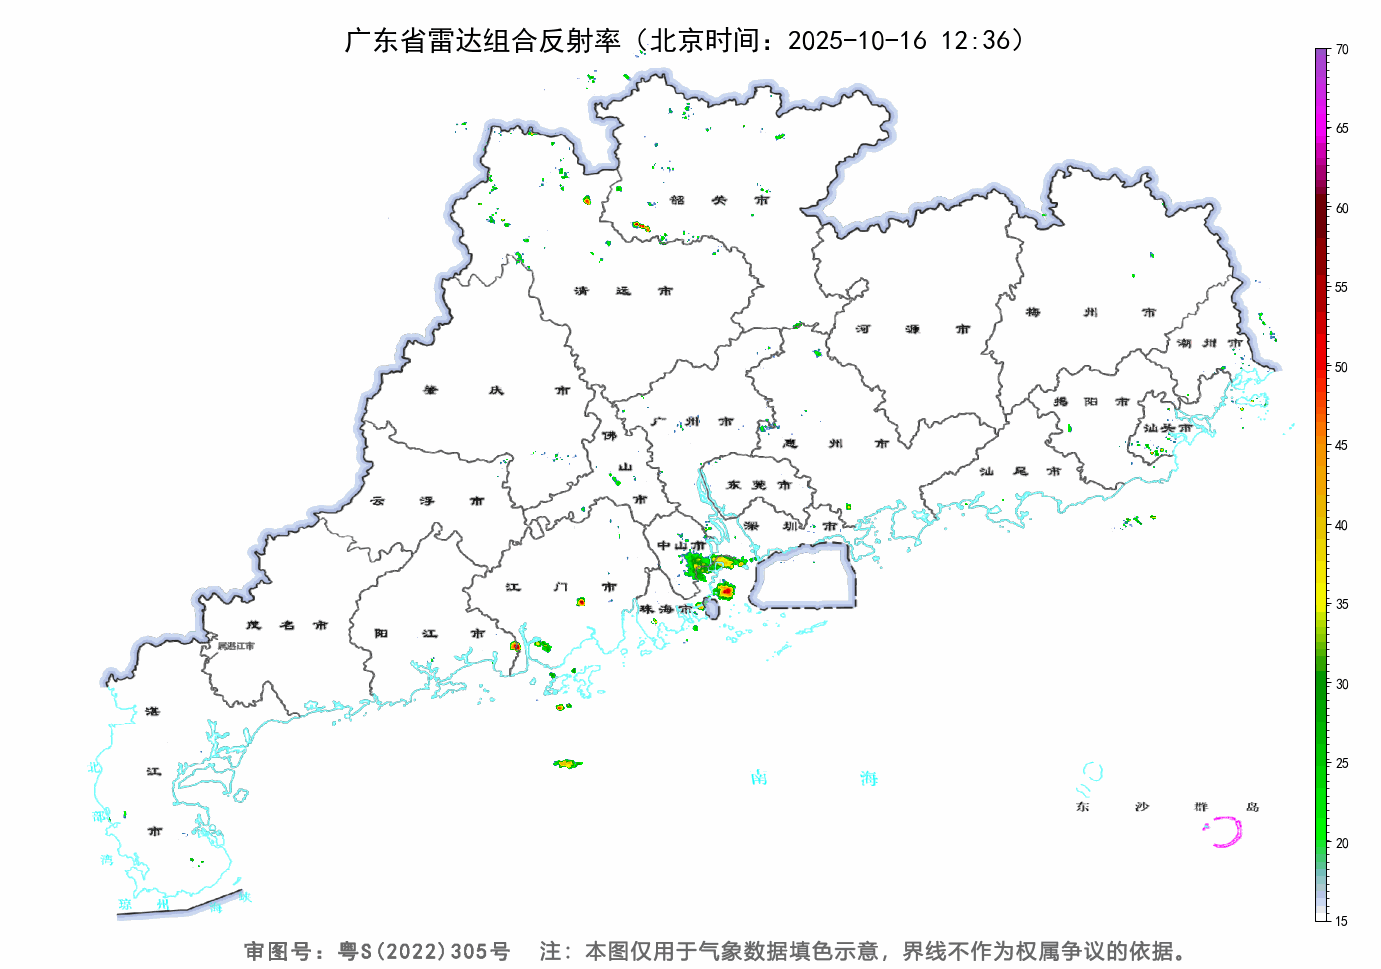 广东省雷达组合反射率（北京时间：2025-10-16 12:36）
70
65
60
55
50
45
40
35
30
25
20
15
韶关市
清远市
河源市
梅州市
潮州市
肇庆市
广州市
揭阳市
汕头市
佛山市
惠州市
汕尾市
云浮市
东莞市
深圳市
中山市
江门市
珠海市
茂名市
阳江市
属湛江市
湛江市
北部湾
南海
东沙群岛
琼州海峡
审图号：粤S(2022)305号 注：本图仅用于气象数据填色示意，界线不作为权属争议的依据。